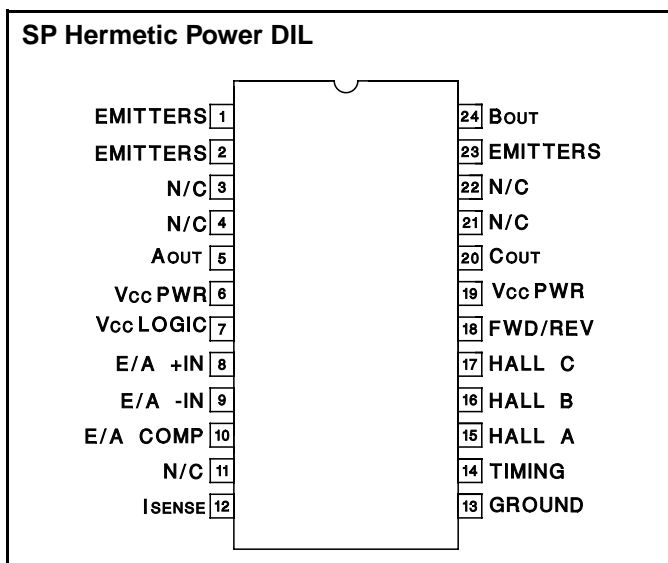 SP Hermetic Power DIL
EMITTERS 1
EMITTERS 2
N/C 3
N/C 4
AOUT 5
VCC PWR 6
VCC LOGIC 7
E/A +IN 8
E/A -IN 9
E/A COMP 10
N/C 11
ISENSE 12
24 BOUT
23 EMITTERS
22 N/C
21 N/C
20 COUT
19 VCC PWR
18 FWD/REV
17 HALL C
16 HALL B
15 HALL A
14 TIMING
13 GROUND